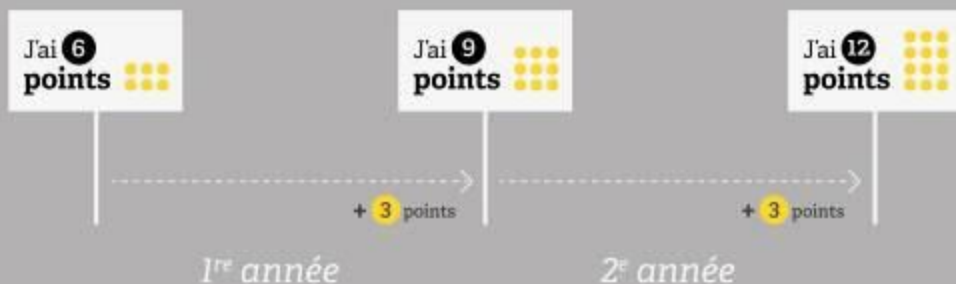 J'ai 6
points
J'ai 9
points
J'ai 12
points
+ 3 points
+ 3 points
1re année
2e année